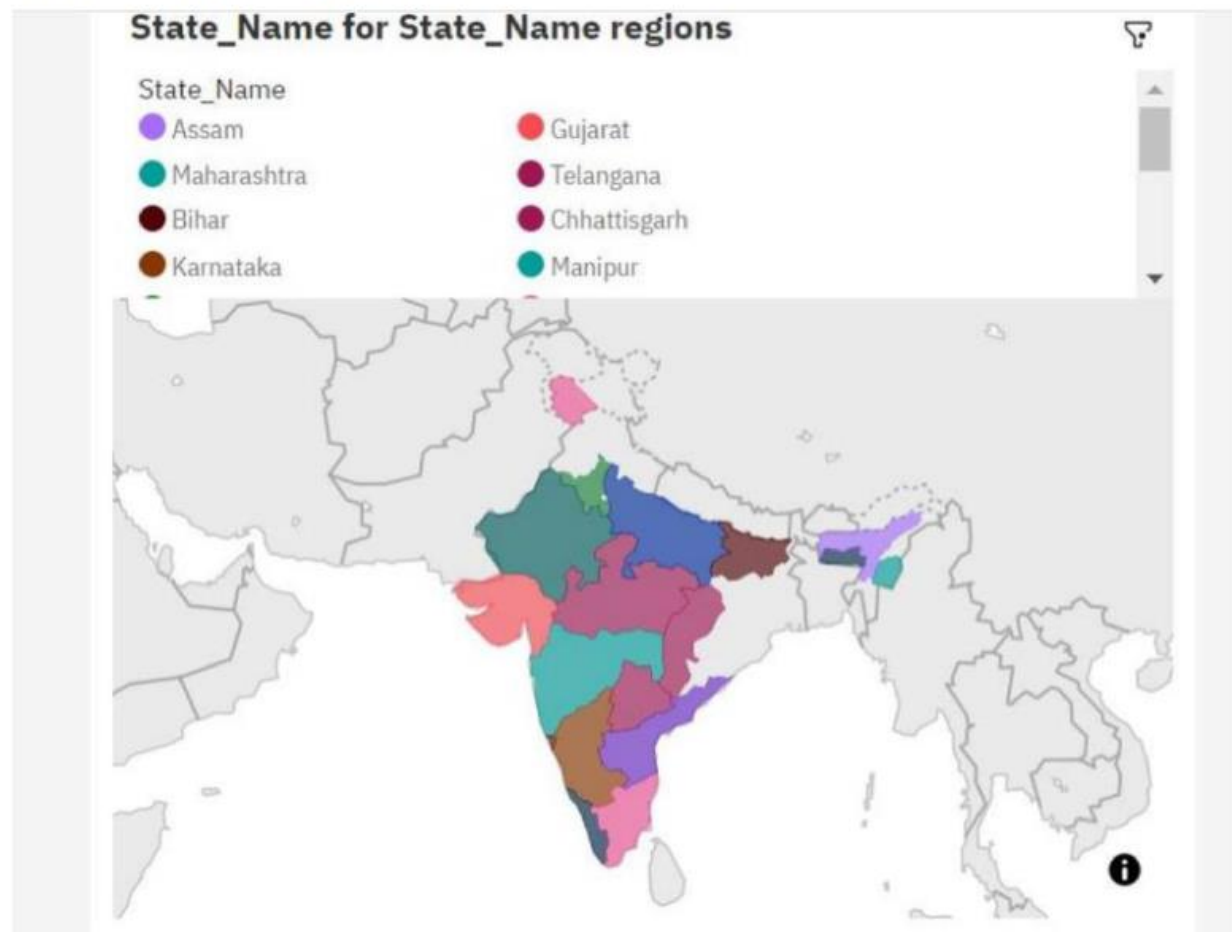 State_Name for State_Name regions
State_Name
Assam
Gujarat
Maharashtra
Telangana
Bihar
Chhattisgarh
Karnataka
Manipur
i